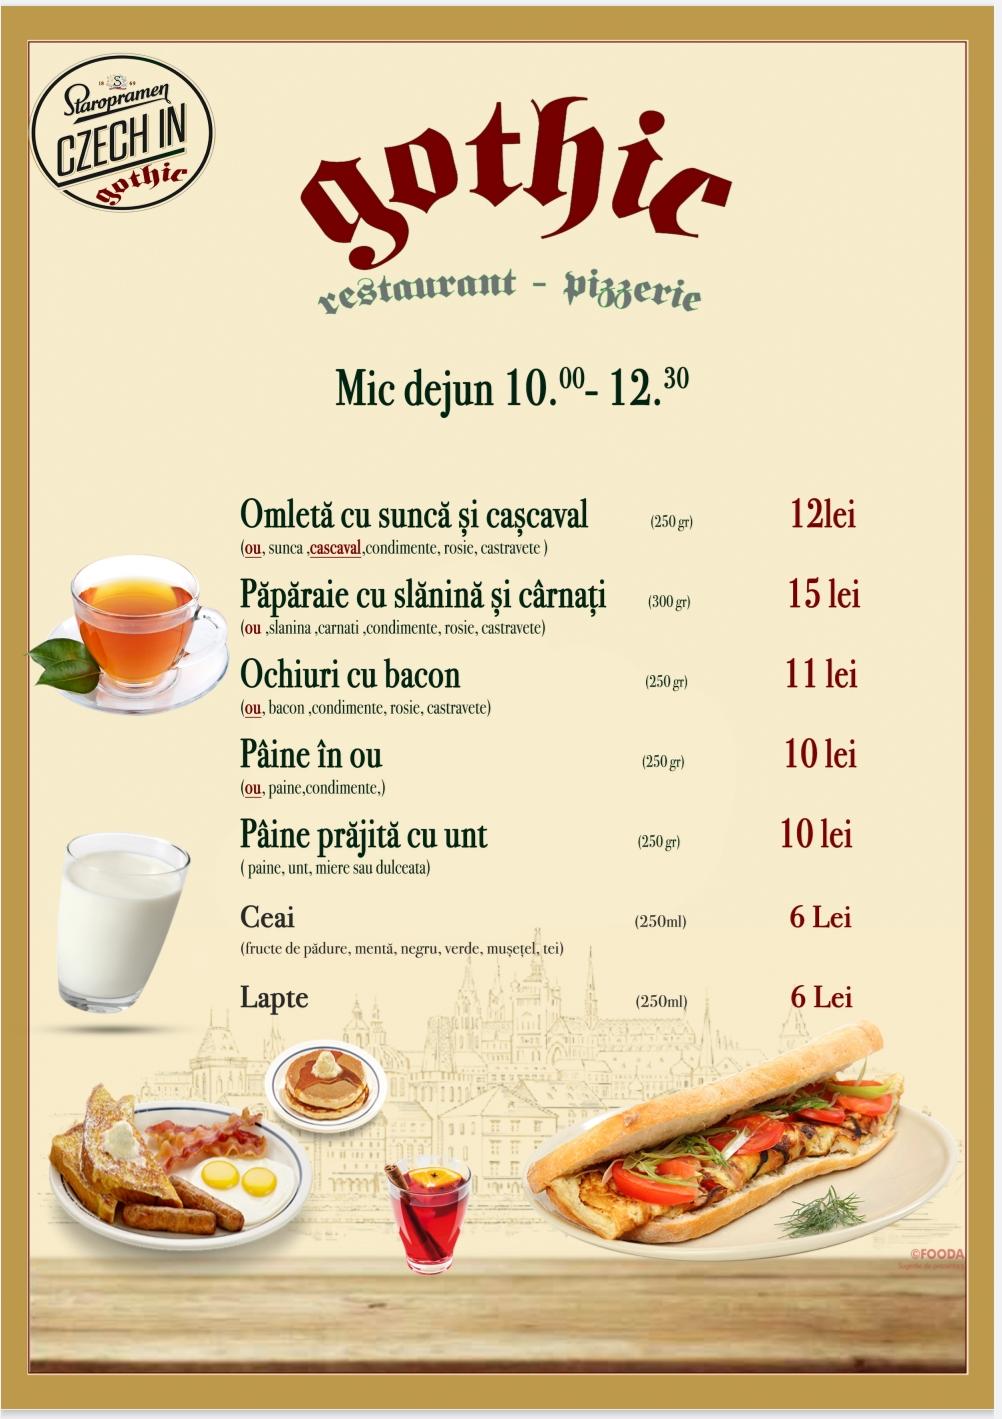 18 S 69
Staropramen
CZECH IN
gothic
gothic
restaurant - pizzerie
Mic dejun 10.00- 12.30
Omletă cu suncă și cașcaval (250 gr) 12lei
(ou, sunca ,cascaval,condimente, rosie, castravete )
Păpăraie cu slănină și cârnați (300 gr) 15 lei
(ou ,slanina ,carnati ,condimente, rosie, castravete)
Ochiuri cu bacon (250 gr) 11 lei
(ou, bacon ,condimente, rosie, castravete)
Pâine în ou (250 gr) 10 lei
(ou, paine,condimente,)
Pâine prăjită cu unt (250 gr) 10 lei
( paine, unt, miere sau dulceata)
Ceai (250ml) 6 Lei
(fructe de pădure, mentă, negru, verde, mușețel, tei)
Lapte (250ml) 6 Lei
©FOODA
Sugestie de prezentare